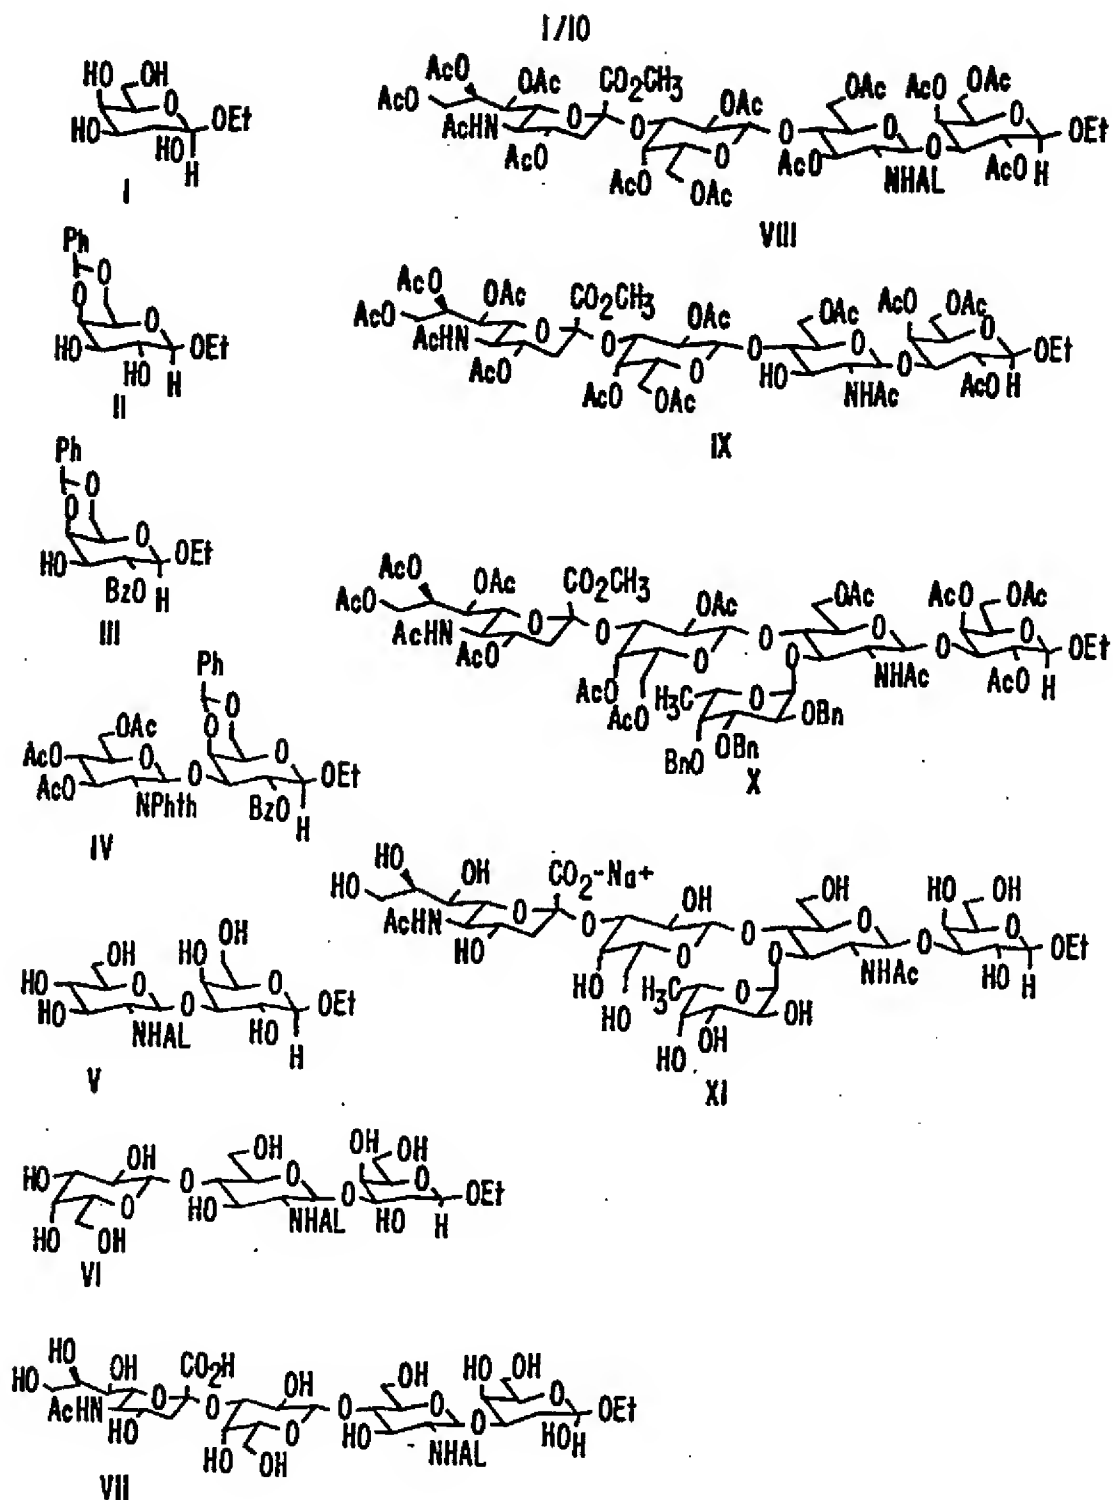 1/10
HO OH
O
HO OEt
HO
H
I
Ph
O O
O
HO OEt
HO H
II
Ph
O O
O
HO OEt
BzO H
III
Ph
O O
OAc
AcO O O
AcO O OEt
NPhth BzO H
IV
OH HO OH
HO O O
HO O OEt
NHAL HO H
V
OH OH OH OH
HO O O O OEt
O HO NHAL HO H
HO OH
VI
HO OH CO2H OH OH HO OH
HO O O O O O OEt
AcHN HO O HO NHAL HO H
HO OH
VII
AcO OAc CO2CH3 OAc OAc AcO OAc
AcO O O O O O O OEt
AcHN AcO O AcO NHAL AcO H
AcO OAc
VIII
AcO OAc CO2CH3 OAc OAc AcO OAc
AcO O O O O O O OEt
AcHN AcO O HO NHAc AcO H
AcO OAc
IX
AcO OAc CO2CH3 OAc OAc AcO OAc
AcO O O O O O O OEt
AcHN AcO O O NHAc AcO H
AcO H3C O OBn
AcO OBn
BnO
X
HO OH CO2-Na+ OH OH HO OH
HO O O O O O O OEt
AcHN HO O O NHAc HO H
HO H3C O OH
HO OH
HO
XI